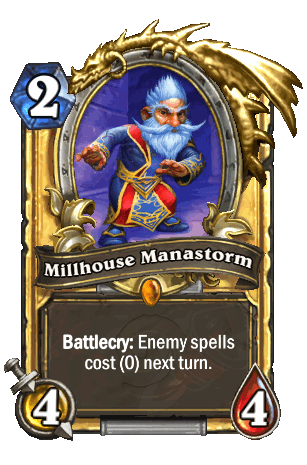 2
Millhouse Manastorm
Battlecry: Enemy spells
cost (0) next turn.
4 4